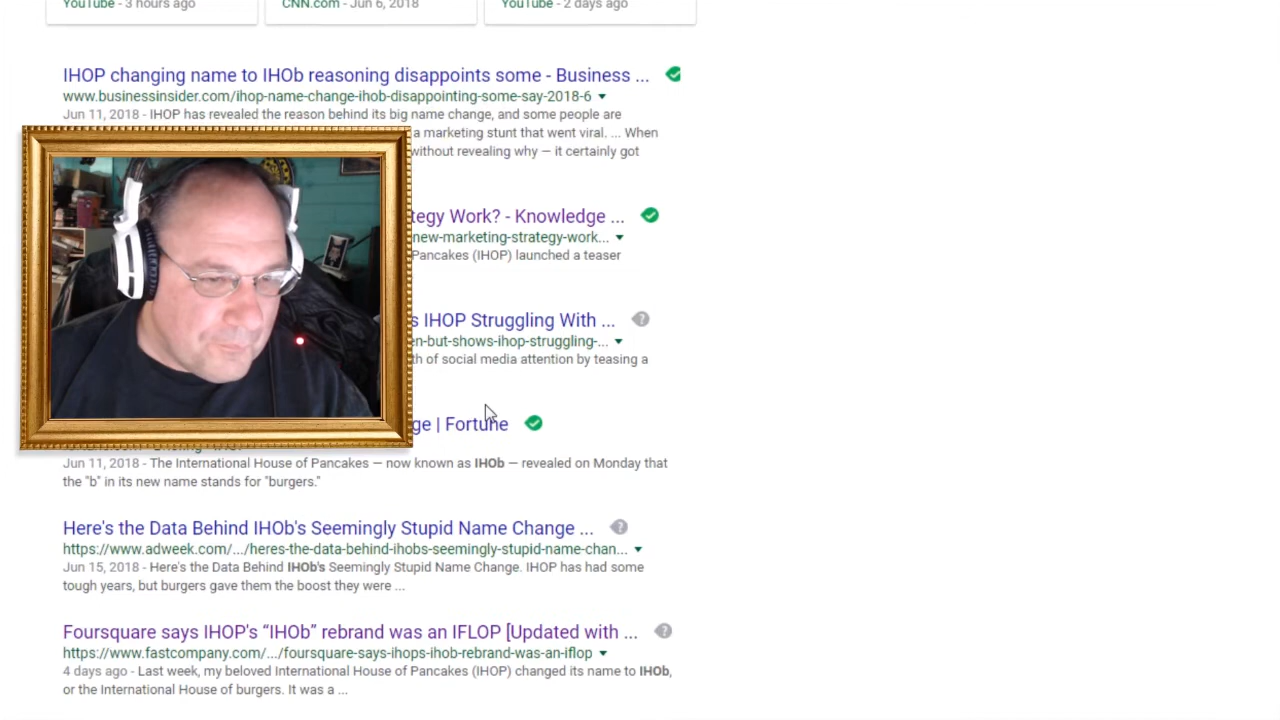 YouTube - 3 hours ago
CNN.com - Jun 6, 2018
YouTube - 2 days ago
IHOP changing name to IHOb reasoning disappoints some - Business ...
www.businessinsider.com/ihop-name-change-ihob-disappointing-some-say-2018-6
Jun 11, 2018 - IHOP has revealed the reason behind its big name change, and some people are
a marketing stunt that went viral. ... When
without revealing why — it certainly got
tegy Work? - Knowledge ...
new-marketing-strategy-work...
Pancakes (IHOP) launched a teaser
s IHOP Struggling With ...
en-but-shows-ihop-struggling-...
th of social media attention by teasing a
ge | Fortune
Jun 11, 2018 - The International House of Pancakes — now known as IHOb — revealed on Monday that
the "b" in its new name stands for "burgers."
Here's the Data Behind IHOb's Seemingly Stupid Name Change ...
https://www.adweek.com/.../heres-the-data-behind-ihobs-seemingly-stupid-name-chan...
Jun 15, 2018 - Here's the Data Behind IHOb's Seemingly Stupid Name Change. IHOP has had some
tough years, but burgers gave them the boost they were ...
Foursquare says IHOP's “IHOb” rebrand was an IFLOP [Updated with ...
https://www.fastcompany.com/.../foursquare-says-ihops-ihob-rebrand-was-an-iflop
4 days ago - Last week, my beloved International House of Pancakes (IHOP) changed its name to IHOb,
or the International House of burgers. It was a ...